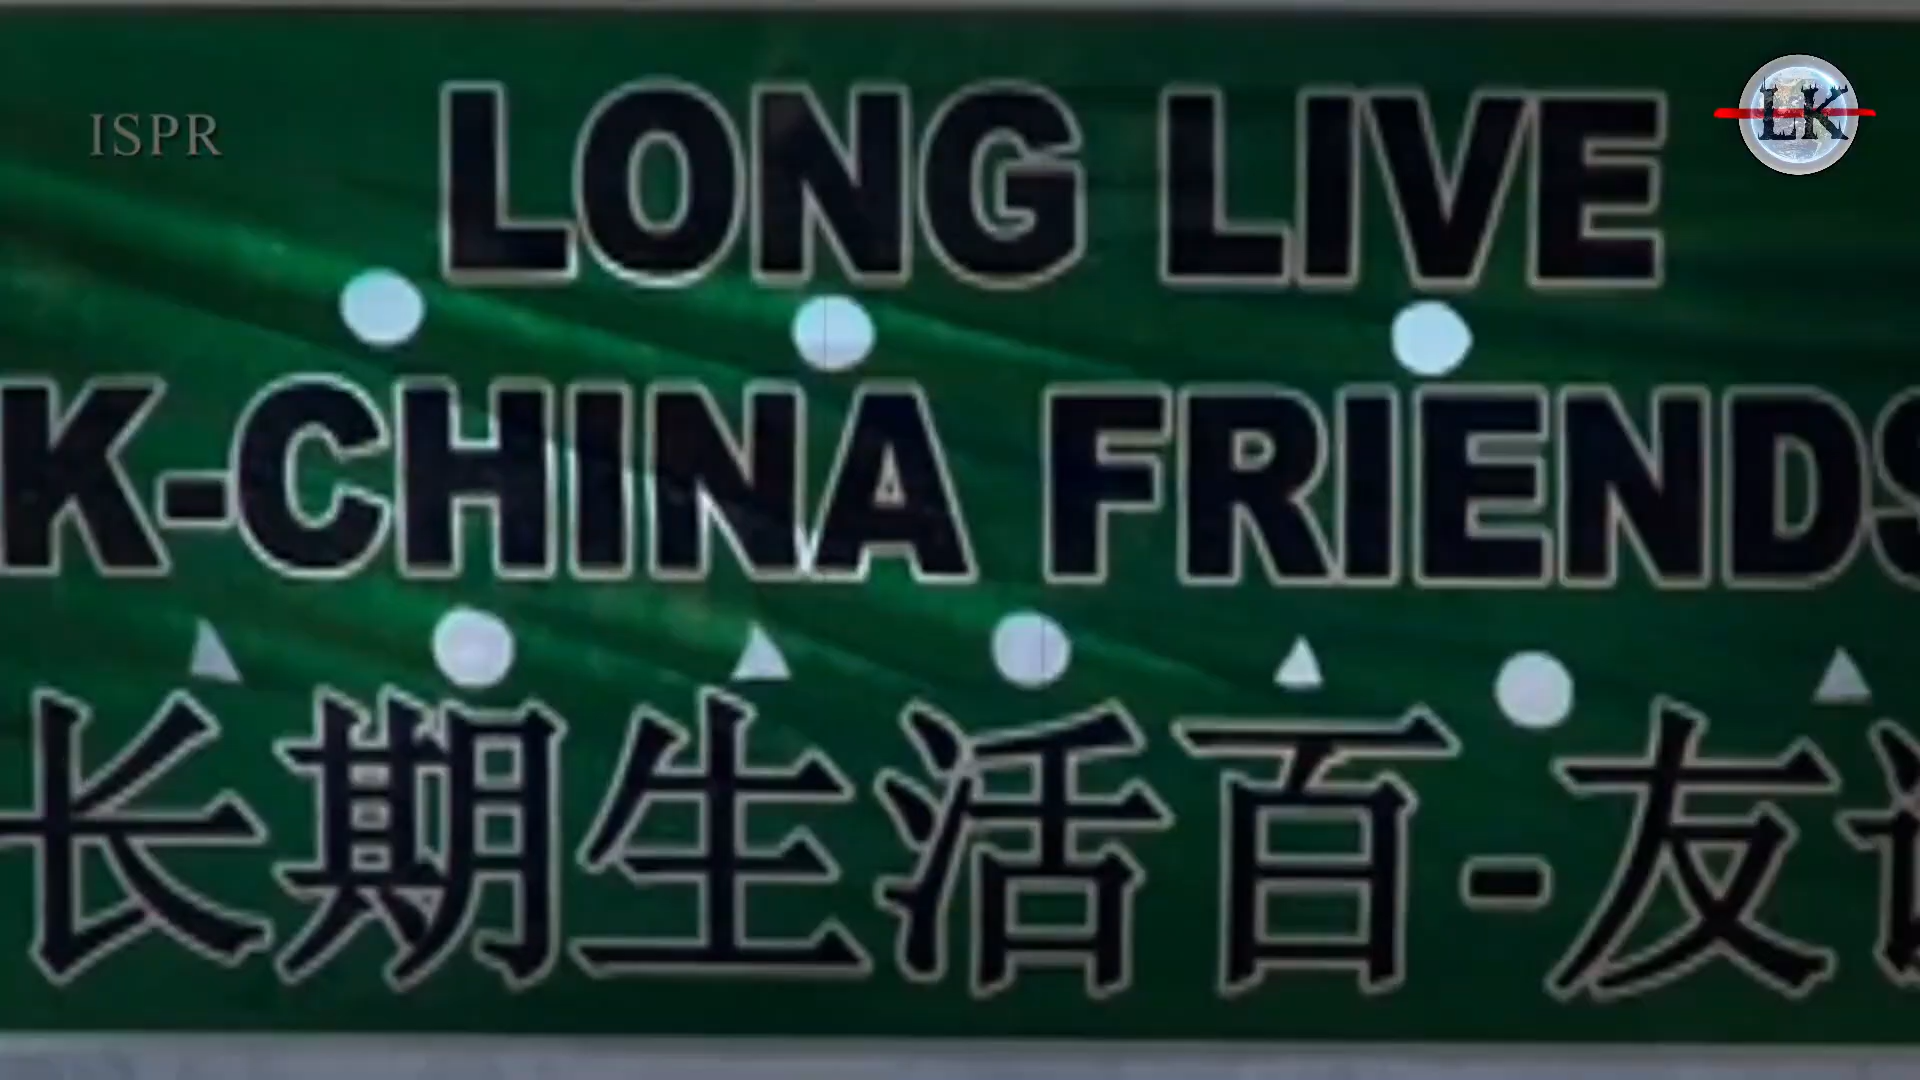 ISPR
LK
LONG LIVE
K-CHINA FRIENDS
长期生活百-友